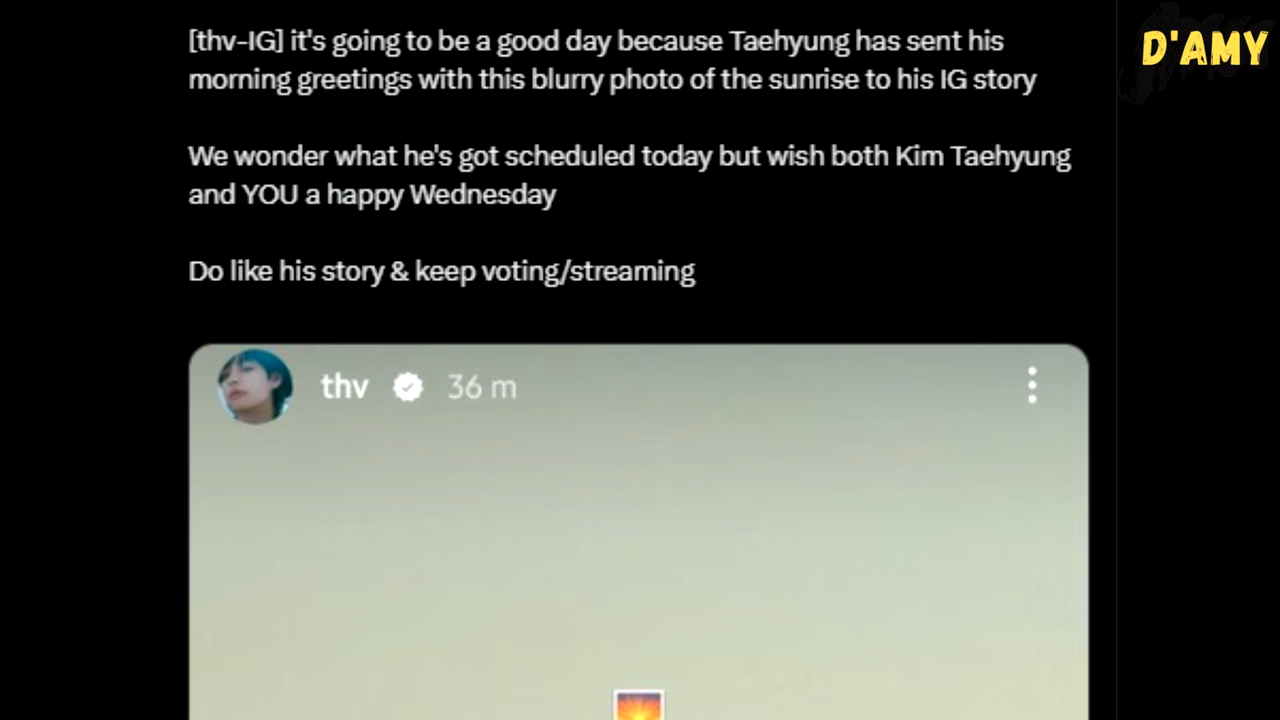 [thv-IG] it's going to be a good day because Taehyung has sent his
morning greetings with this blurry photo of the sunrise to his IG story
We wonder what he's got scheduled today but wish both Kim Taehyung
and YOU a happy Wednesday
Do like his story & keep voting/streaming
thv 36 m
D'AMY